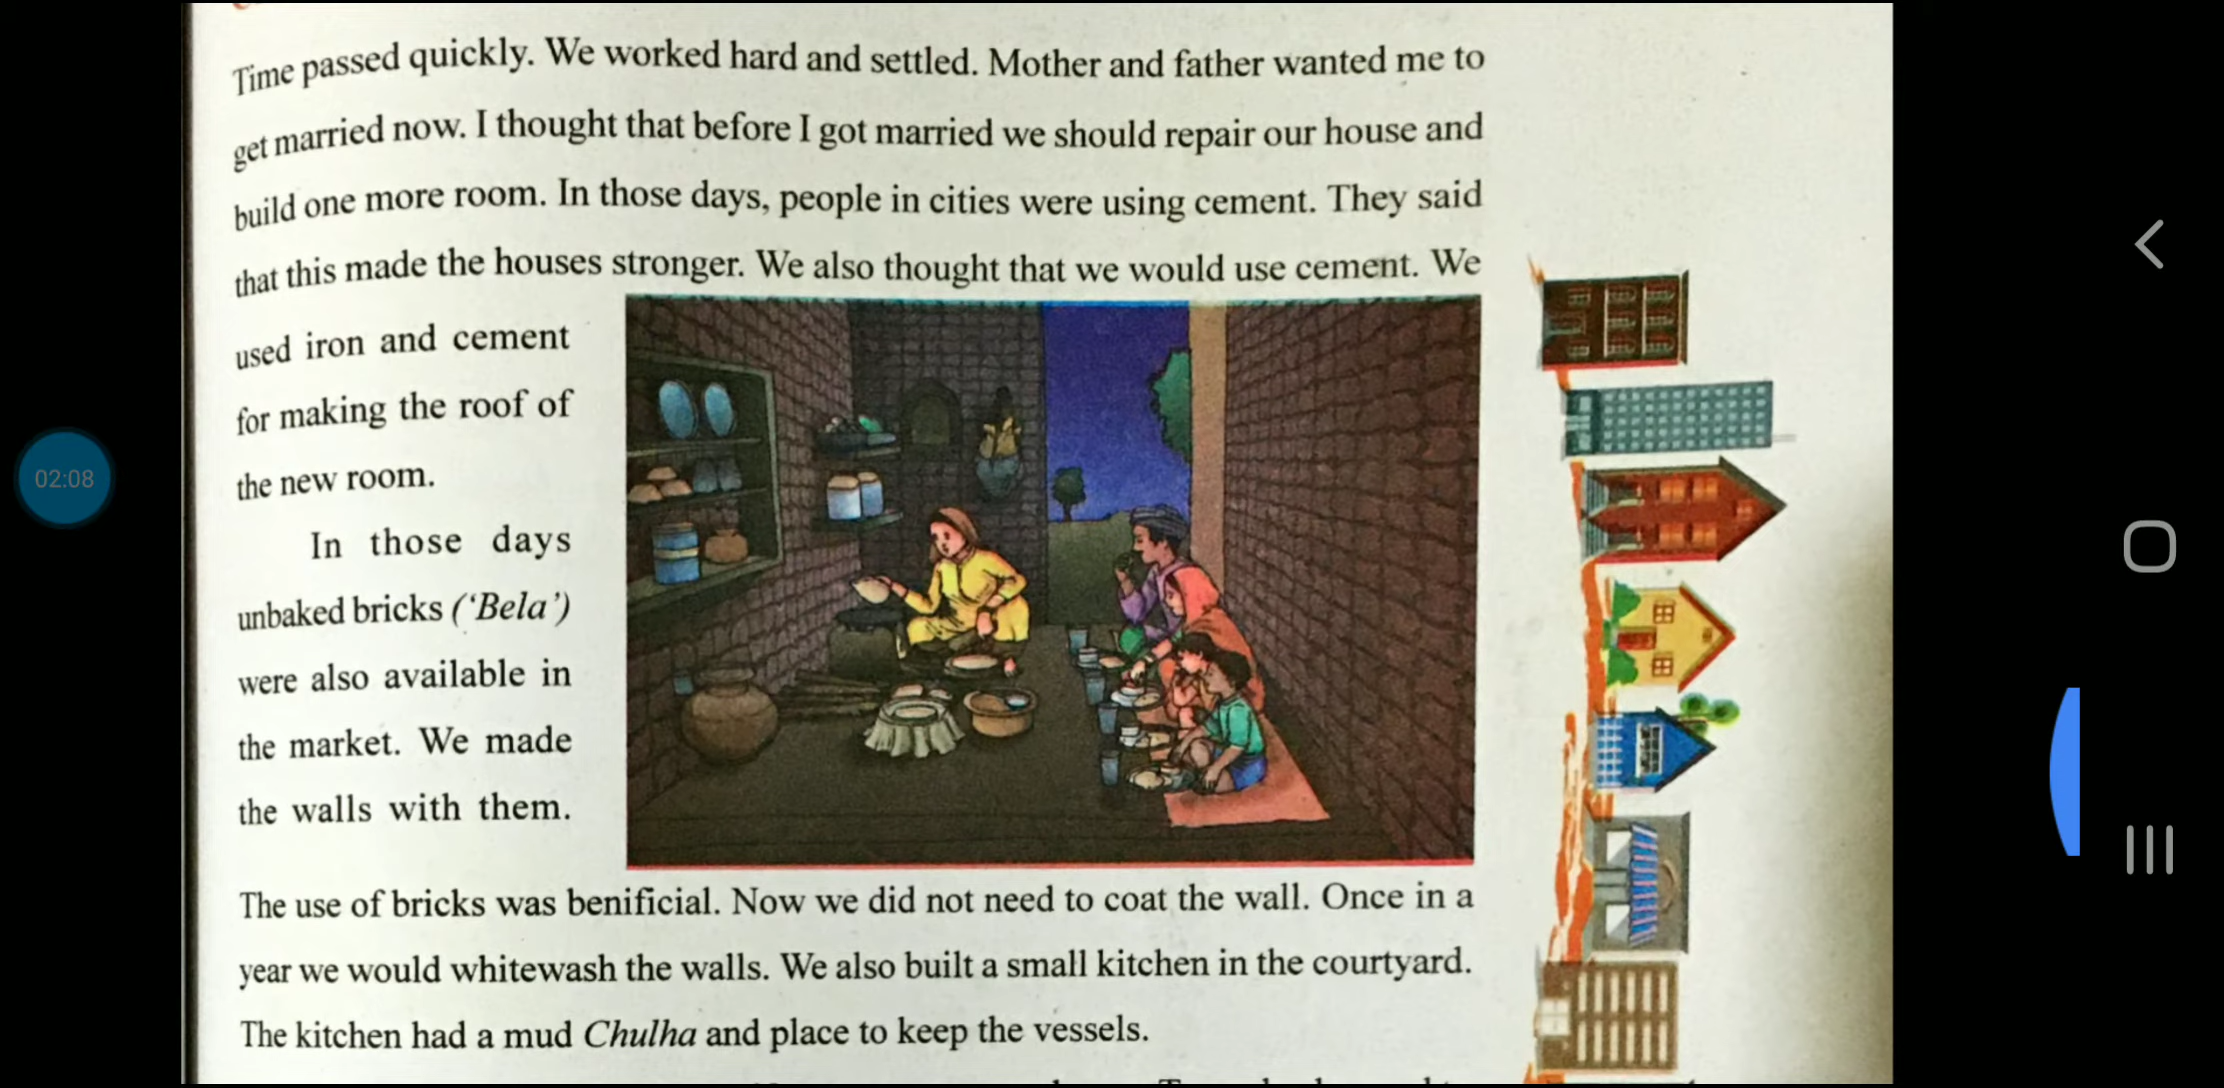 Time passed quickly. We worked hard and settled. Mother and father wanted me to
get married now. I thought that before I got married we should repair our house and
build one more room. In those days, people in cities were using cement. They said
that this made the houses stronger. We also thought that we would use cement. We
used iron and cement
for making the roof of
the new room.
In those days
unbaked bricks (‘Bela’)
were also available in
the market. We made
the walls with them.
The use of bricks was benificial. Now we did not need to coat the wall. Once in a
year we would whitewash the walls. We also built a small kitchen in the courtyard.
The kitchen had a mud Chulha and place to keep the vessels.
02:08